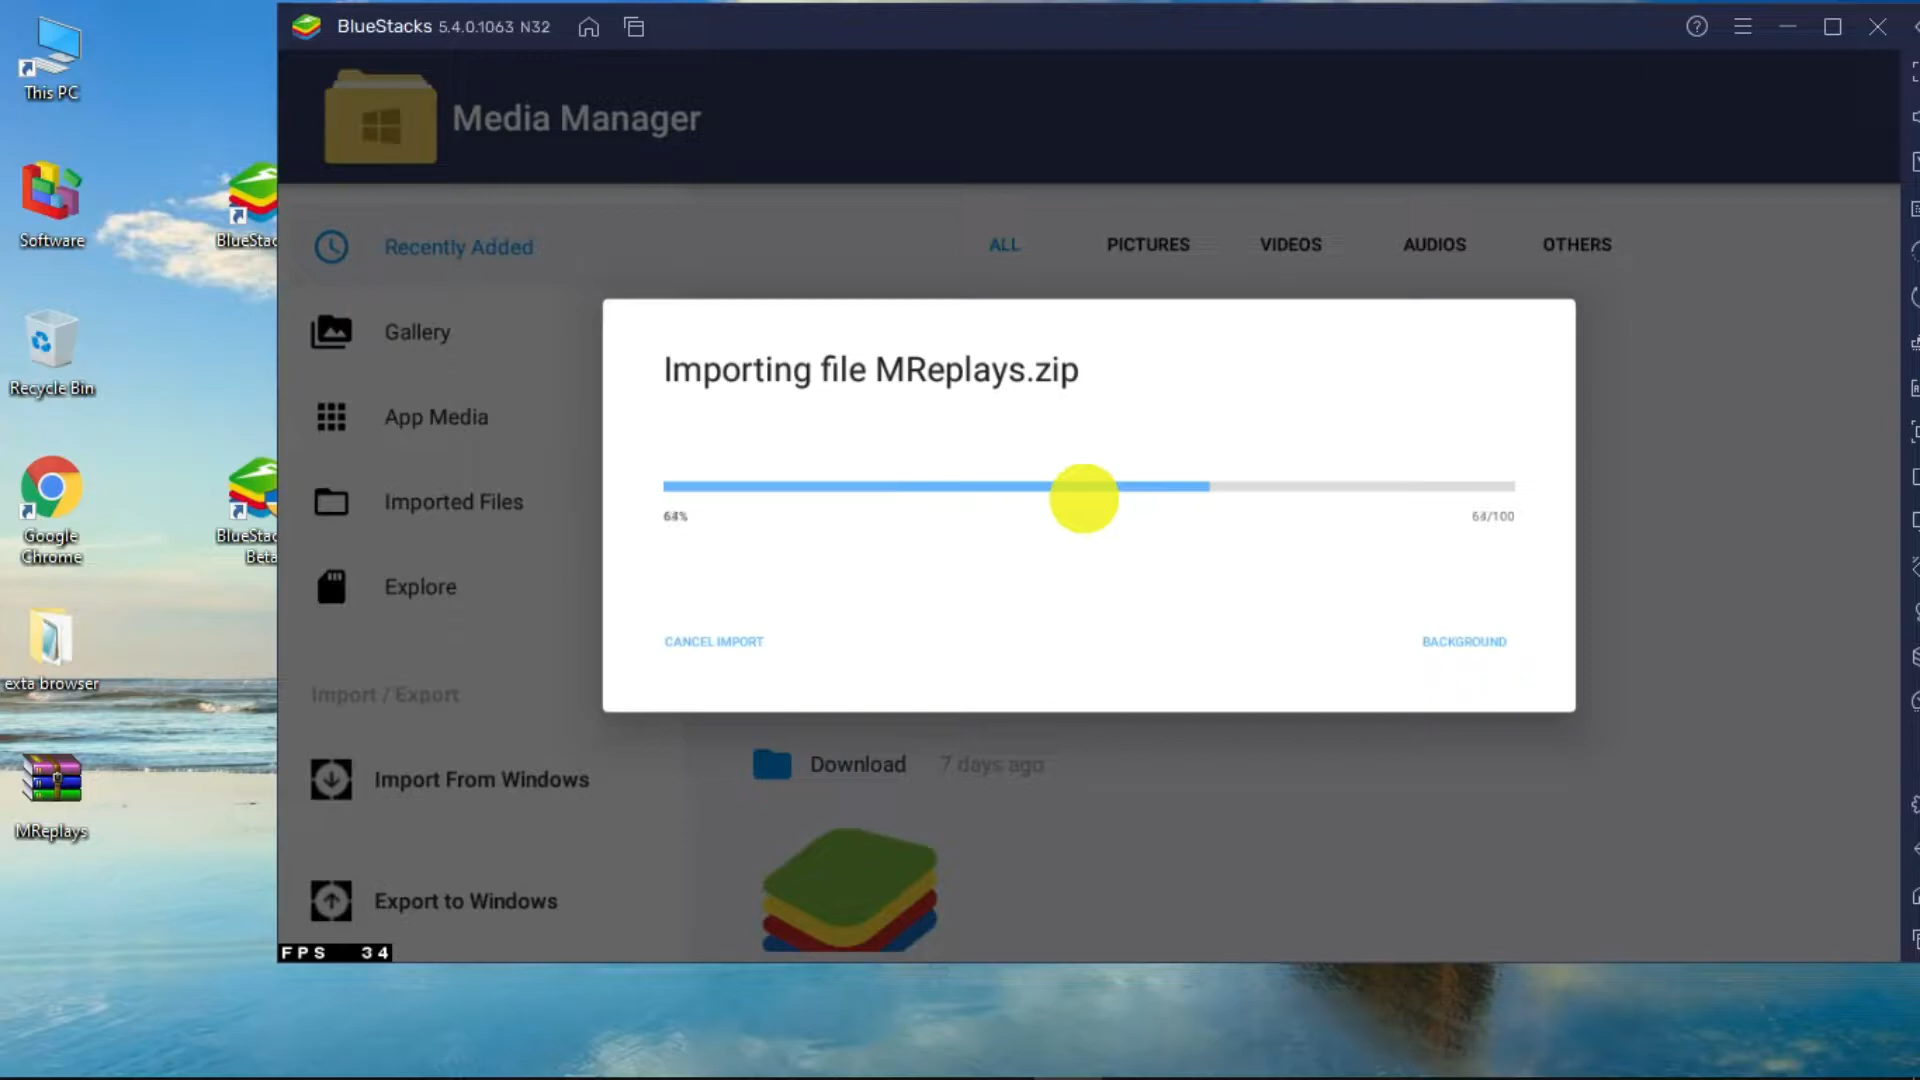 This PC
Software
Recycle Bin
Google
Chrome
exta browser
MReplays
BlueStac
BlueStac
Beta
BlueStacks 5.4.0.1063 N32
Media Manager
Recently Added
Gallery
App Media
Imported Files
Explore
Import / Export
Import From Windows
Export to Windows
ALL PICTURES VIDEOS AUDIOS OTHERS
Importing file MReplays.zip
64% 64/100
CANCEL IMPORT BACKGROUND
Download 7 days ago
FPS 34